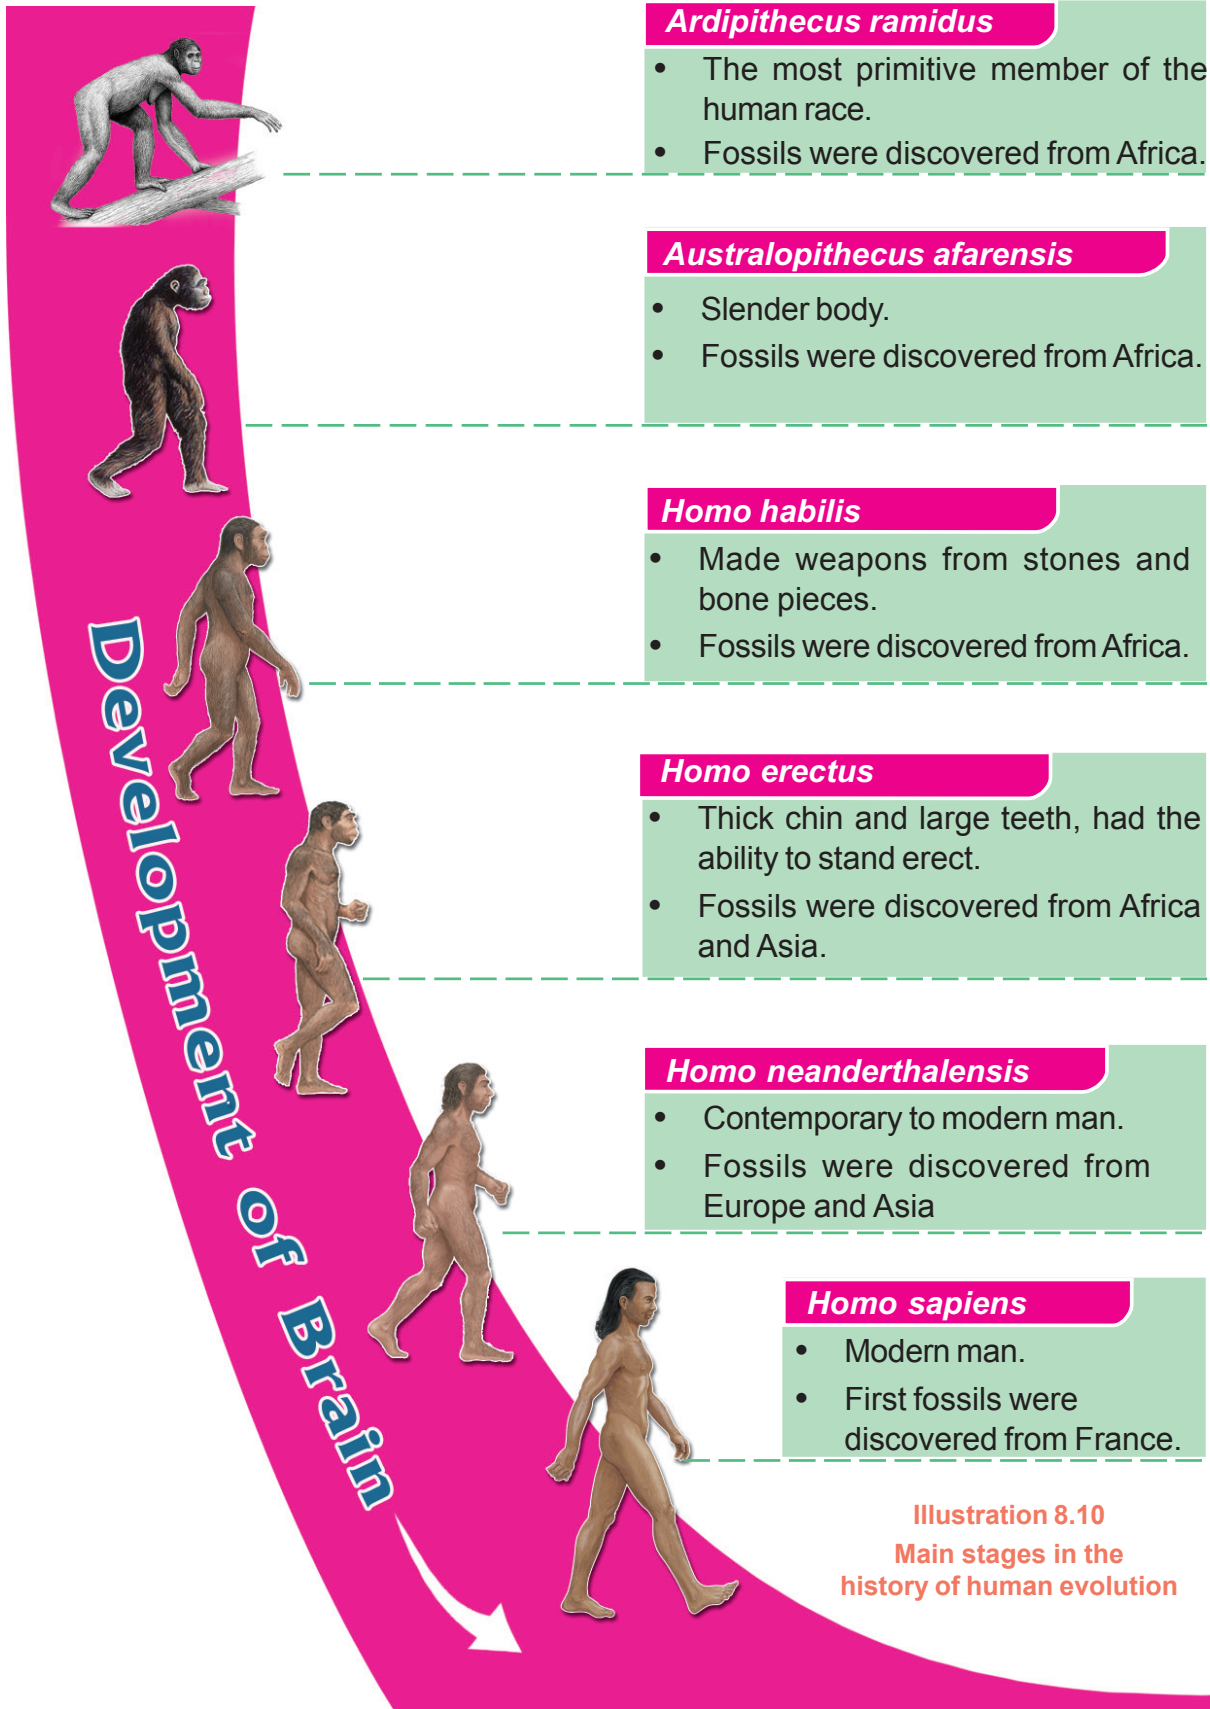 Ardipithecus ramidus
• The most primitive member of the
human race.
• Fossils were discovered from Africa.
Australopithecus afarensis
• Slender body.
• Fossils were discovered from Africa.
Homo habilis
• Made weapons from stones and
bone pieces.
• Fossils were discovered from Africa.
Homo erectus
• Thick chin and large teeth, had the
ability to stand erect.
• Fossils were discovered from Africa
and Asia.
Homo neanderthalensis
• Contemporary to modern man.
• Fossils were discovered from
Europe and Asia
Homo sapiens
• Modern man.
• First fossils were
discovered from France.
Development of Brain
Illustration 8.10
Main stages in the
history of human evolution